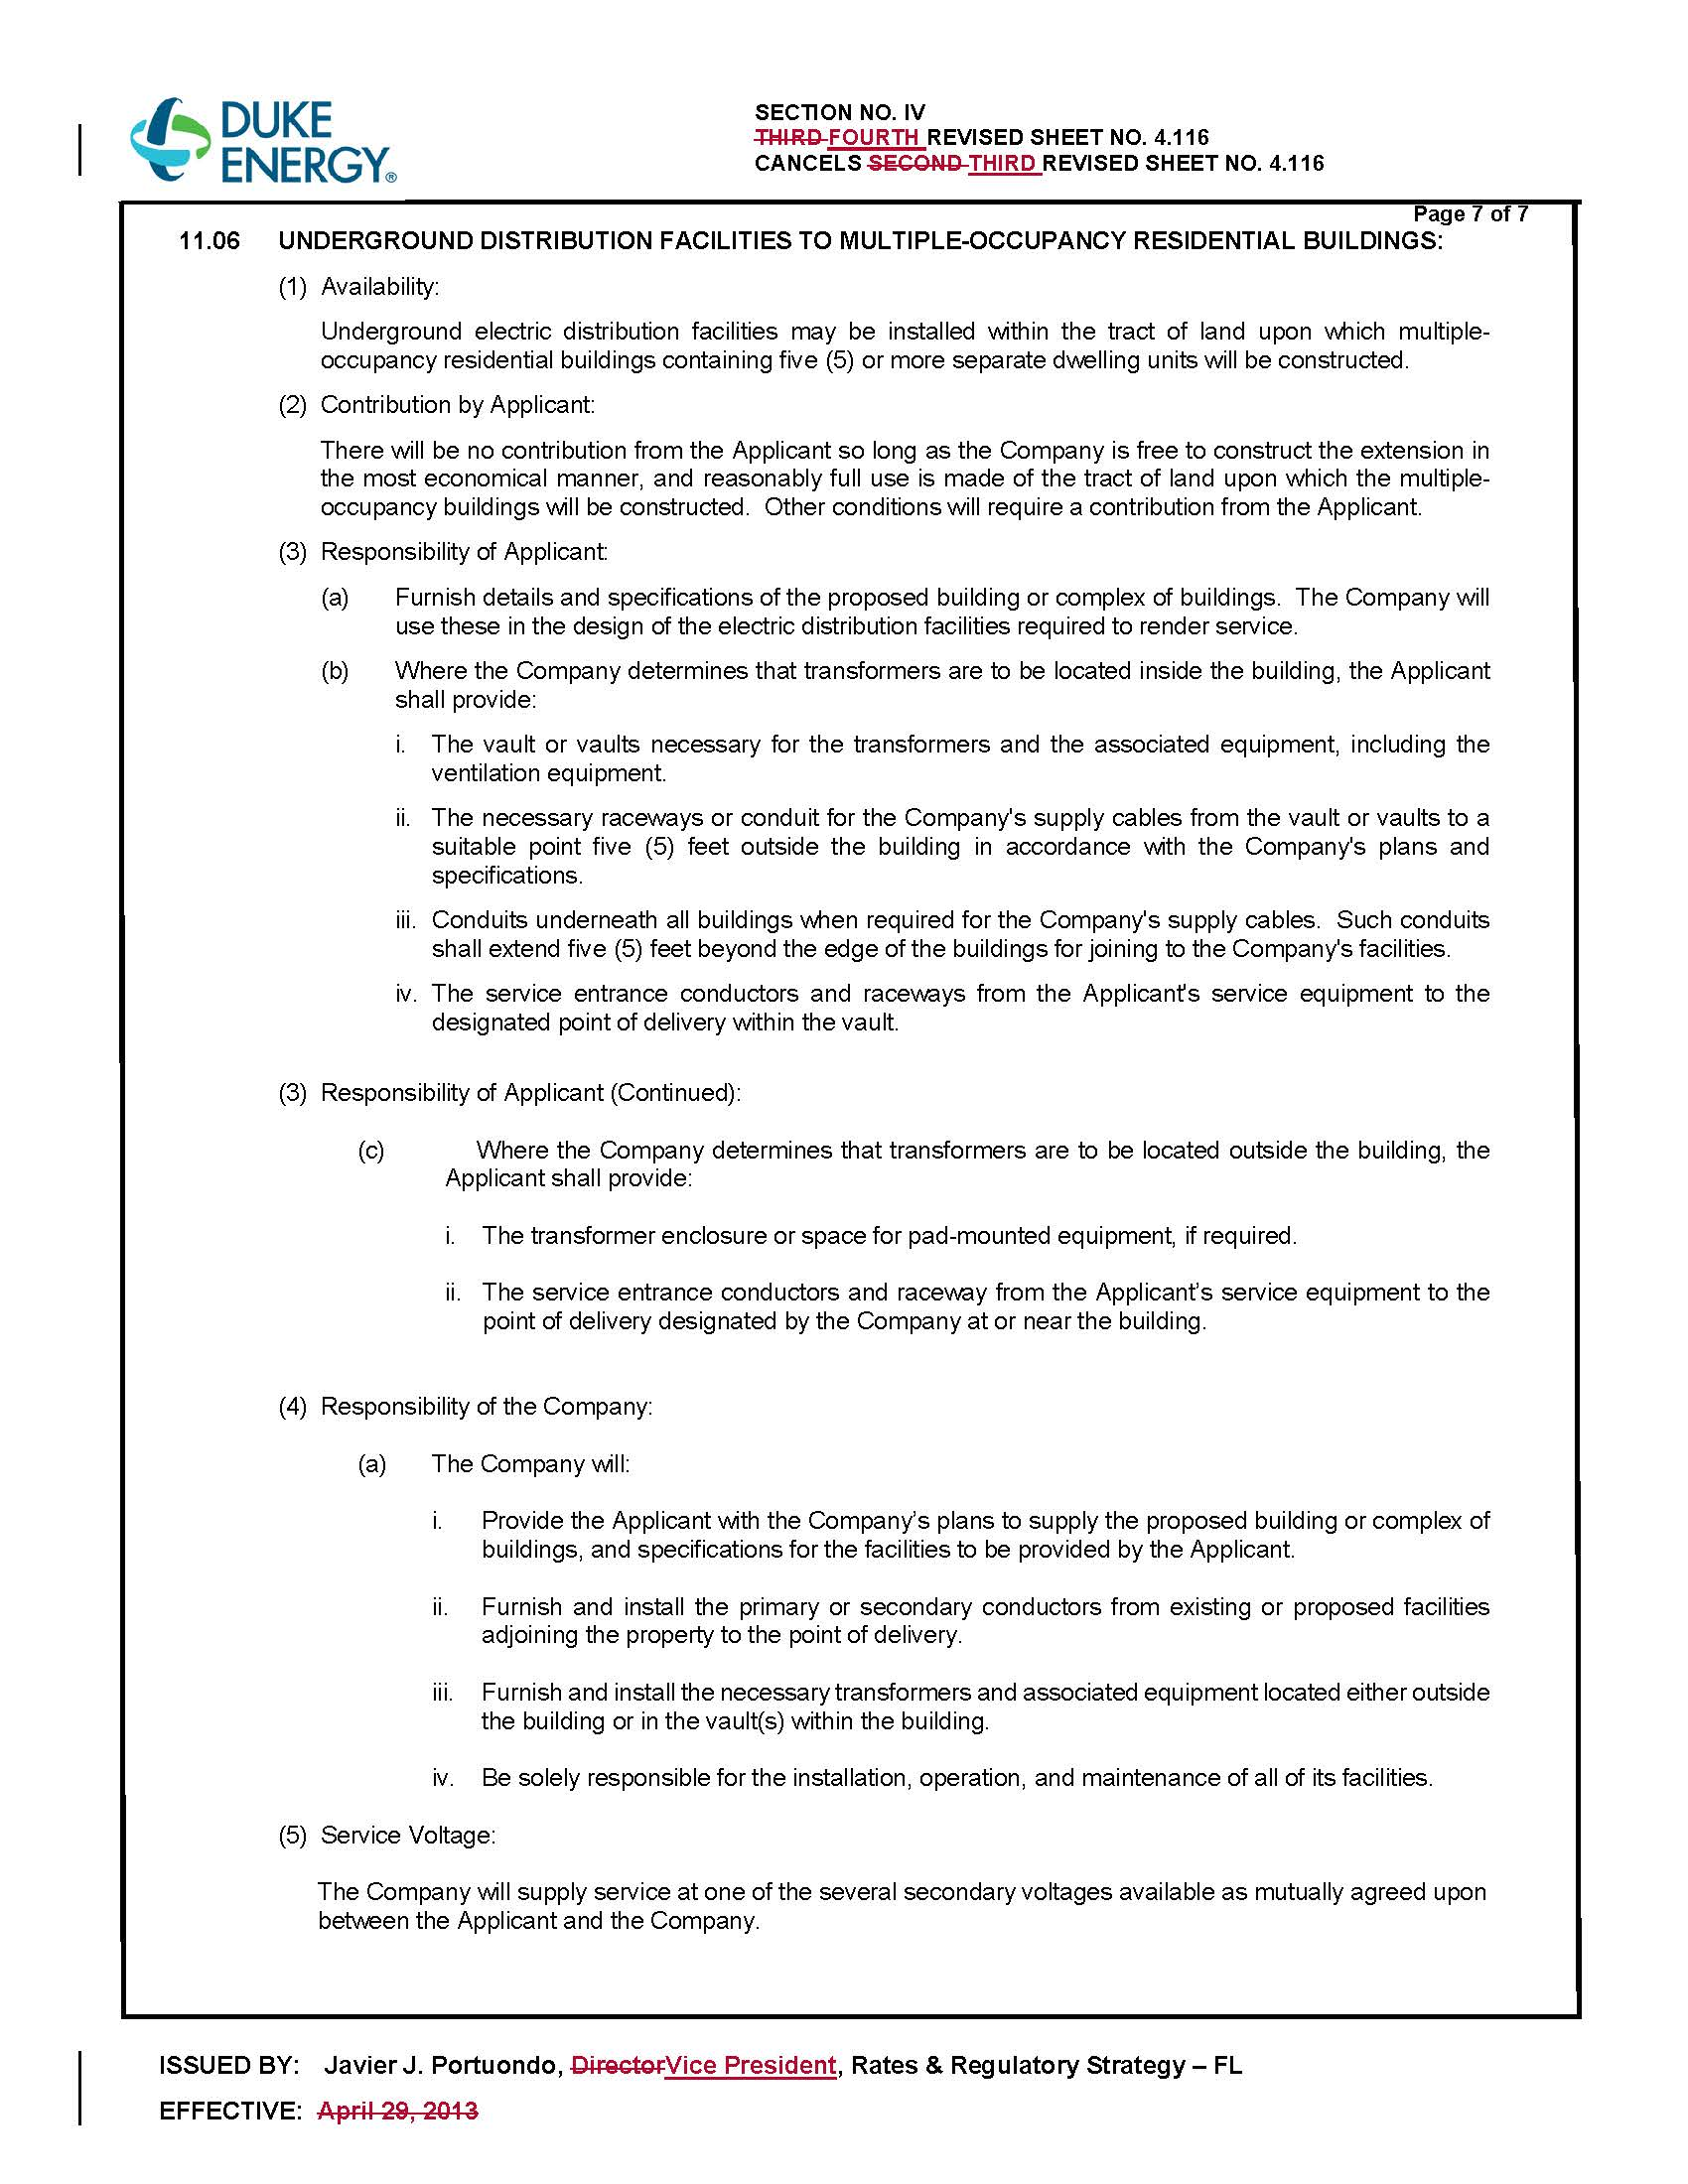 DUKE
ENERGY®
SECTION NO. IV
THIRD FOURTH REVISED SHEET NO. 4.116
CANCELS SECOND THIRD REVISED SHEET NO. 4.116
Page 7 of 7
11.06 UNDERGROUND DISTRIBUTION FACILITIES TO MULTIPLE-OCCUPANCY RESIDENTIAL BUILDINGS:
(1) Availability:
Underground electric distribution facilities may be installed within the tract of land upon which multiple-
occupancy residential buildings containing five (5) or more separate dwelling units will be constructed.
(2) Contribution by Applicant:
There will be no contribution from the Applicant so long as the Company is free to construct the extension in
the most economical manner, and reasonably full use is made of the tract of land upon which the multiple-
occupancy buildings will be constructed. Other conditions will require a contribution from the Applicant.
(3) Responsibility of Applicant:
(a) Furnish details and specifications of the proposed building or complex of buildings. The Company will
use these in the design of the electric distribution facilities required to render service.
(b) Where the Company determines that transformers are to be located inside the building, the Applicant
shall provide:
i. The vault or vaults necessary for the transformers and the associated equipment, including the
ventilation equipment.
ii. The necessary raceways or conduit for the Company's supply cables from the vault or vaults to a
suitable point five (5) feet outside the building in accordance with the Company's plans and
specifications.
iii. Conduits underneath all buildings when required for the Company's supply cables. Such conduits
shall extend five (5) feet beyond the edge of the buildings for joining to the Company's facilities.
iv. The service entrance conductors and raceways from the Applicant's service equipment to the
designated point of delivery within the vault.
(3) Responsibility of Applicant (Continued):
(c) Where the Company determines that transformers are to be located outside the building, the
Applicant shall provide:
i. The transformer enclosure or space for pad-mounted equipment, if required.
ii. The service entrance conductors and raceway from the Applicant’s service equipment to the
point of delivery designated by the Company at or near the building.
(4) Responsibility of the Company:
(a) The Company will:
i. Provide the Applicant with the Company’s plans to supply the proposed building or complex of
buildings, and specifications for the facilities to be provided by the Applicant.
ii. Furnish and install the primary or secondary conductors from existing or proposed facilities
adjoining the property to the point of delivery.
iii. Furnish and install the necessary transformers and associated equipment located either outside
the building or in the vault(s) within the building.
iv. Be solely responsible for the installation, operation, and maintenance of all of its facilities.
(5) Service Voltage:
The Company will supply service at one of the several secondary voltages available as mutually agreed upon
between the Applicant and the Company.
ISSUED BY: Javier J. Portuondo, DirectorVice President, Rates & Regulatory Strategy – FL
EFFECTIVE: April 29, 2013